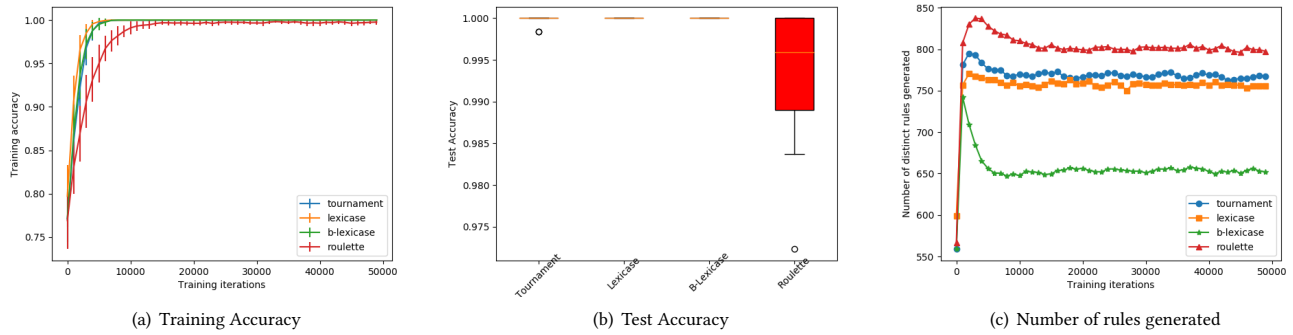 1.00
0.95
0.90
0.85
0.80
0.75
Training accuracy
0 10000 20000 30000 40000 50000
Training iterations
tournament
lexicase
b-lexicase
roulette
(a) Training Accuracy
1.000
0.995
0.990
0.985
0.980
0.975
Test Accuracy
Tournament
Lexicase
B-Lexicase
Roulette
(b) Test Accuracy
850
800
750
700
650
600
550
Number of distinct rules generated
0 10000 20000 30000 40000 50000
Training iterations
tournament
lexicase
b-lexicase
roulette
(c) Number of rules generated